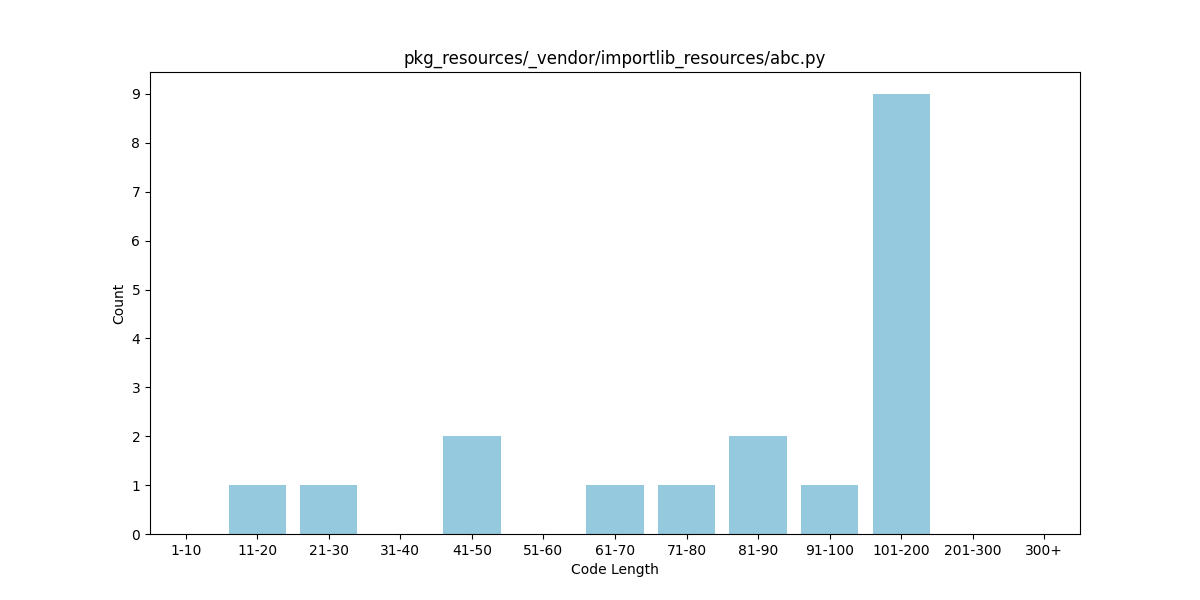 pkg_resources/_vendor/importlib_resources/abc.py
9
8
7
6
5
4
3
2
1
0
Count
1-10 11-20 21-30 31-40 41-50 51-60 61-70 71-80 81-90 91-100 101-200 201-300 300+
Code Length